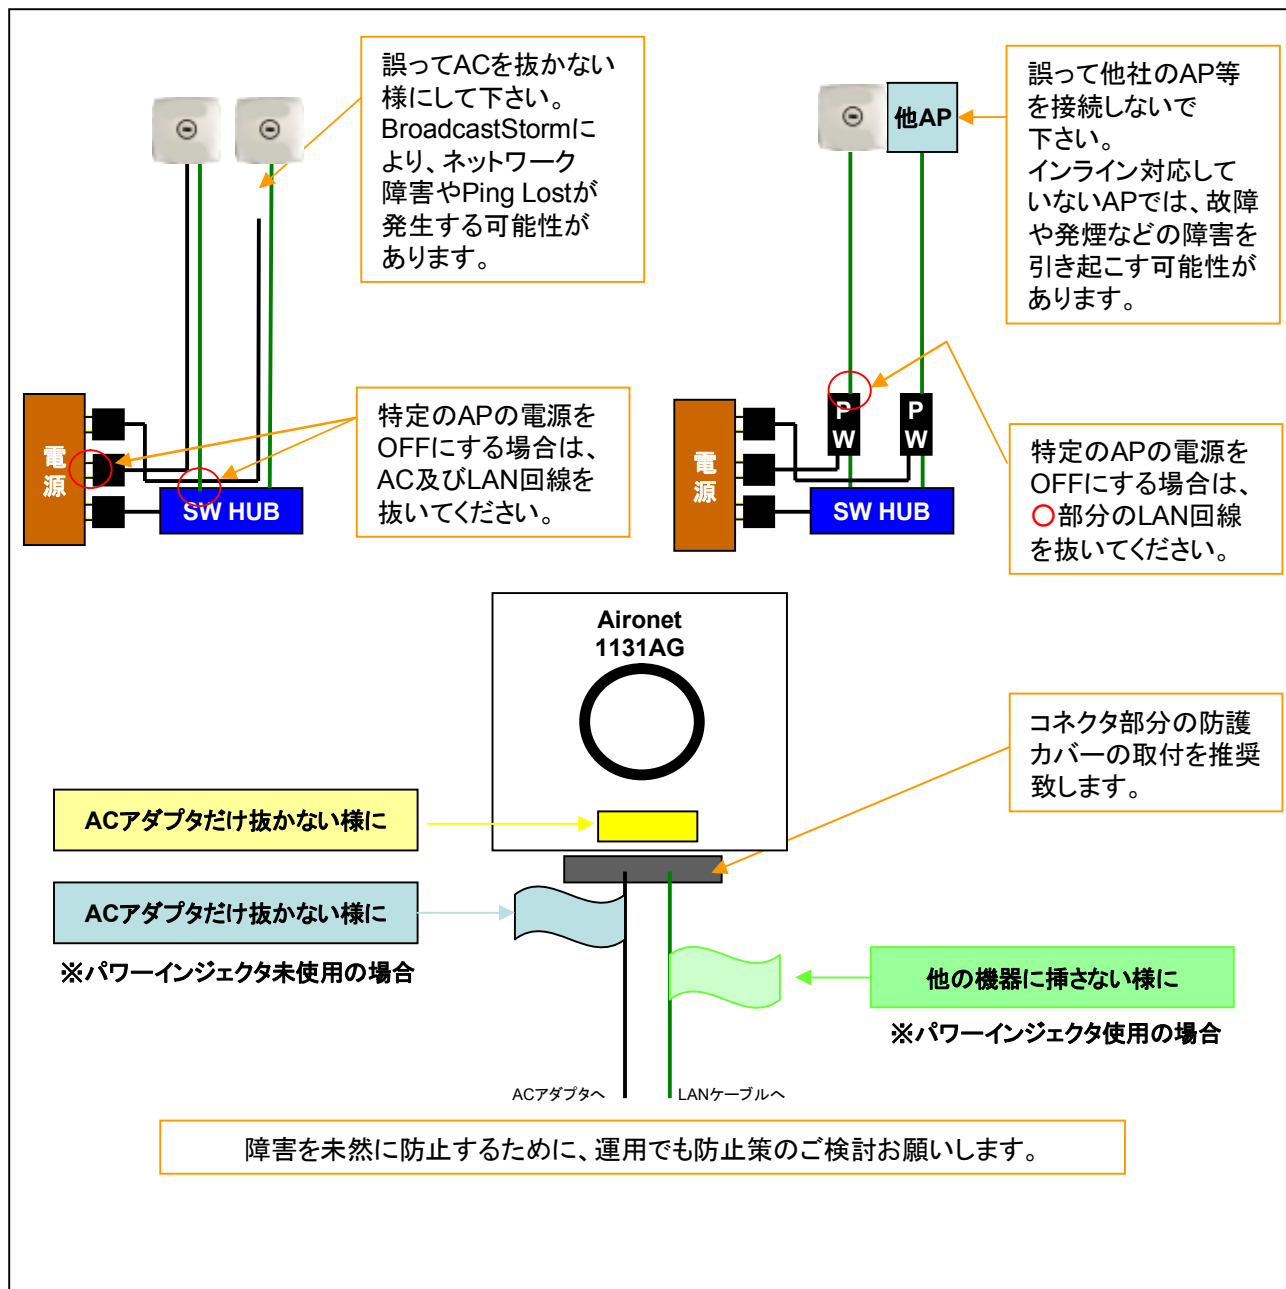 誤ってACを抜かない
様にして下さい。
BroadcastStormに
より、ネットワーク
障害やPing Lostが
発生する可能性が
あります。
誤って他社のAP等
を接続しないで
下さい。
インライン対応して
いないAPでは、故障
や発煙などの障害を
引き起こす可能性が
あります。
他AP
電源
SW HUB
特定のAPの電源を
OFFにする場合は、
AC及びLAN回線を
抜いてください。
電源
PW
PW
SW HUB
特定のAPの電源を
OFFにする場合は、
○部分のLAN回線
を抜いてください。
Aironet
1131AG
コネクタ部分の防護
カバーの取付を推奨
致します。
ACアダプタだけ抜かない様に
ACアダプタだけ抜かない様に
※パワーインジェクタ未使用の場合
他の機器に挿さない様に
※パワーインジェクタ使用の場合
ACアダプタへ
LANケーブルへ
障害を未然に防止するために、運用でも防止策のご検討お願いします。